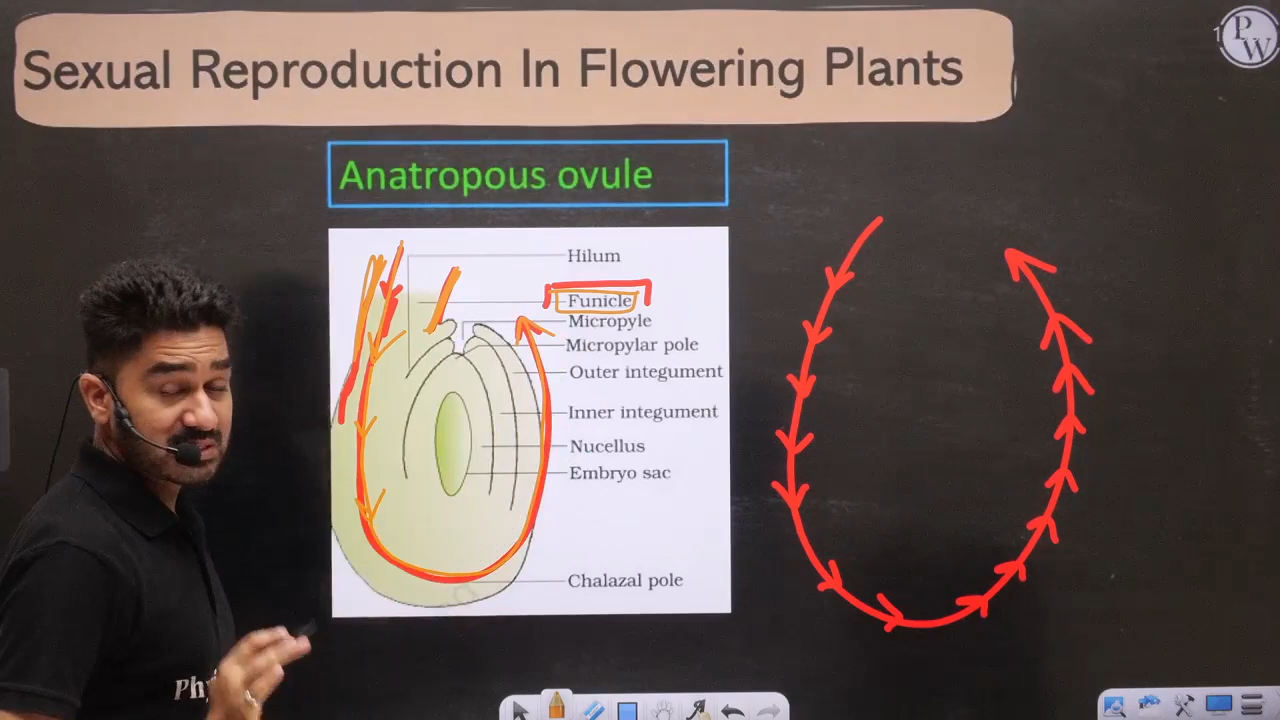 Sexual Reproduction In Flowering Plants
PW
Anatropous ovule
Hilum
Funicle
Micropyle
Micropylar pole
Outer integument
Inner integument
Nucellus
Embryo sac
Chalazal pole